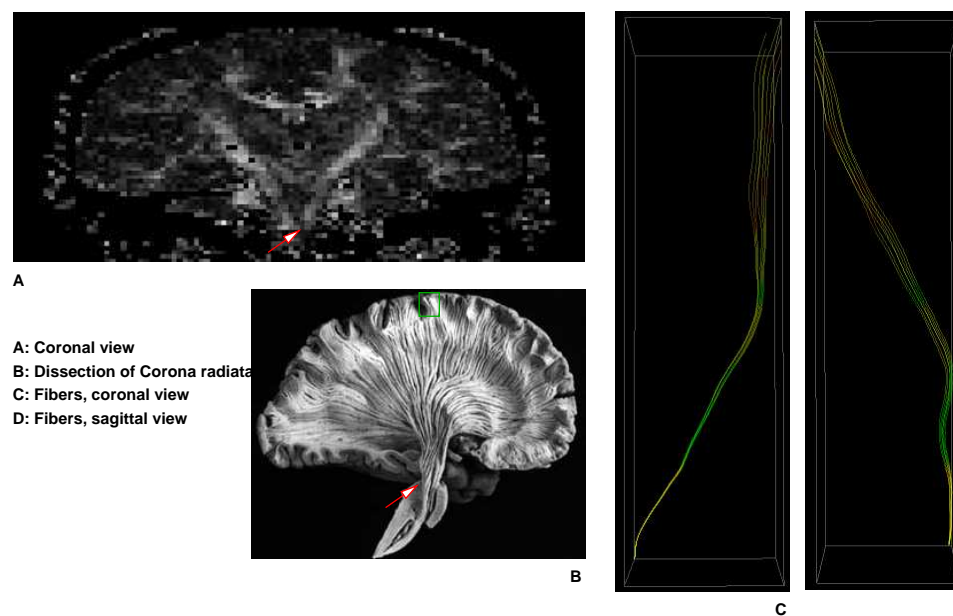 A
A: Coronal view
B: Dissection of Corona radiata
C: Fibers, coronal view
D: Fibers, sagittal view
B
C